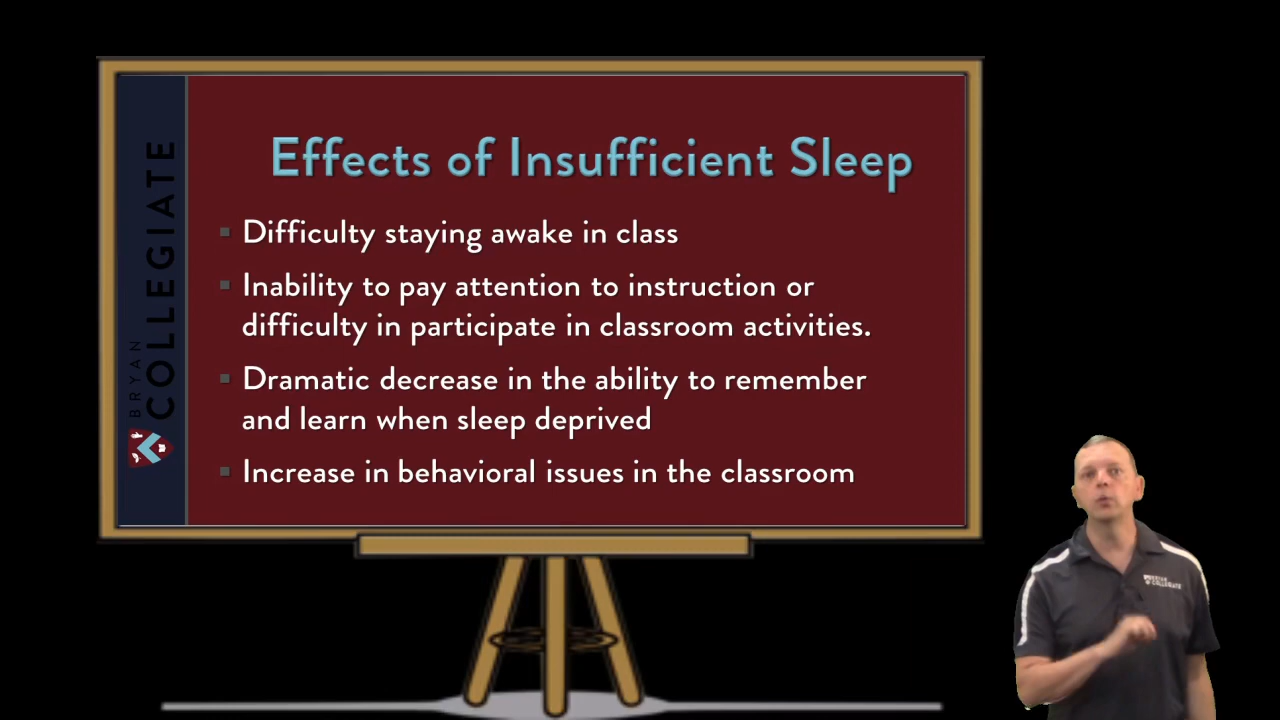 Effects of Insufficient Sleep
Difficulty staying awake in class
Inability to pay attention to instruction or
difficulty in participate in classroom activities.
Dramatic decrease in the ability to remember
and learn when sleep deprived
Increase in behavioral issues in the classroom
BRYAN
COLLEGIATE
COLLEGIATE